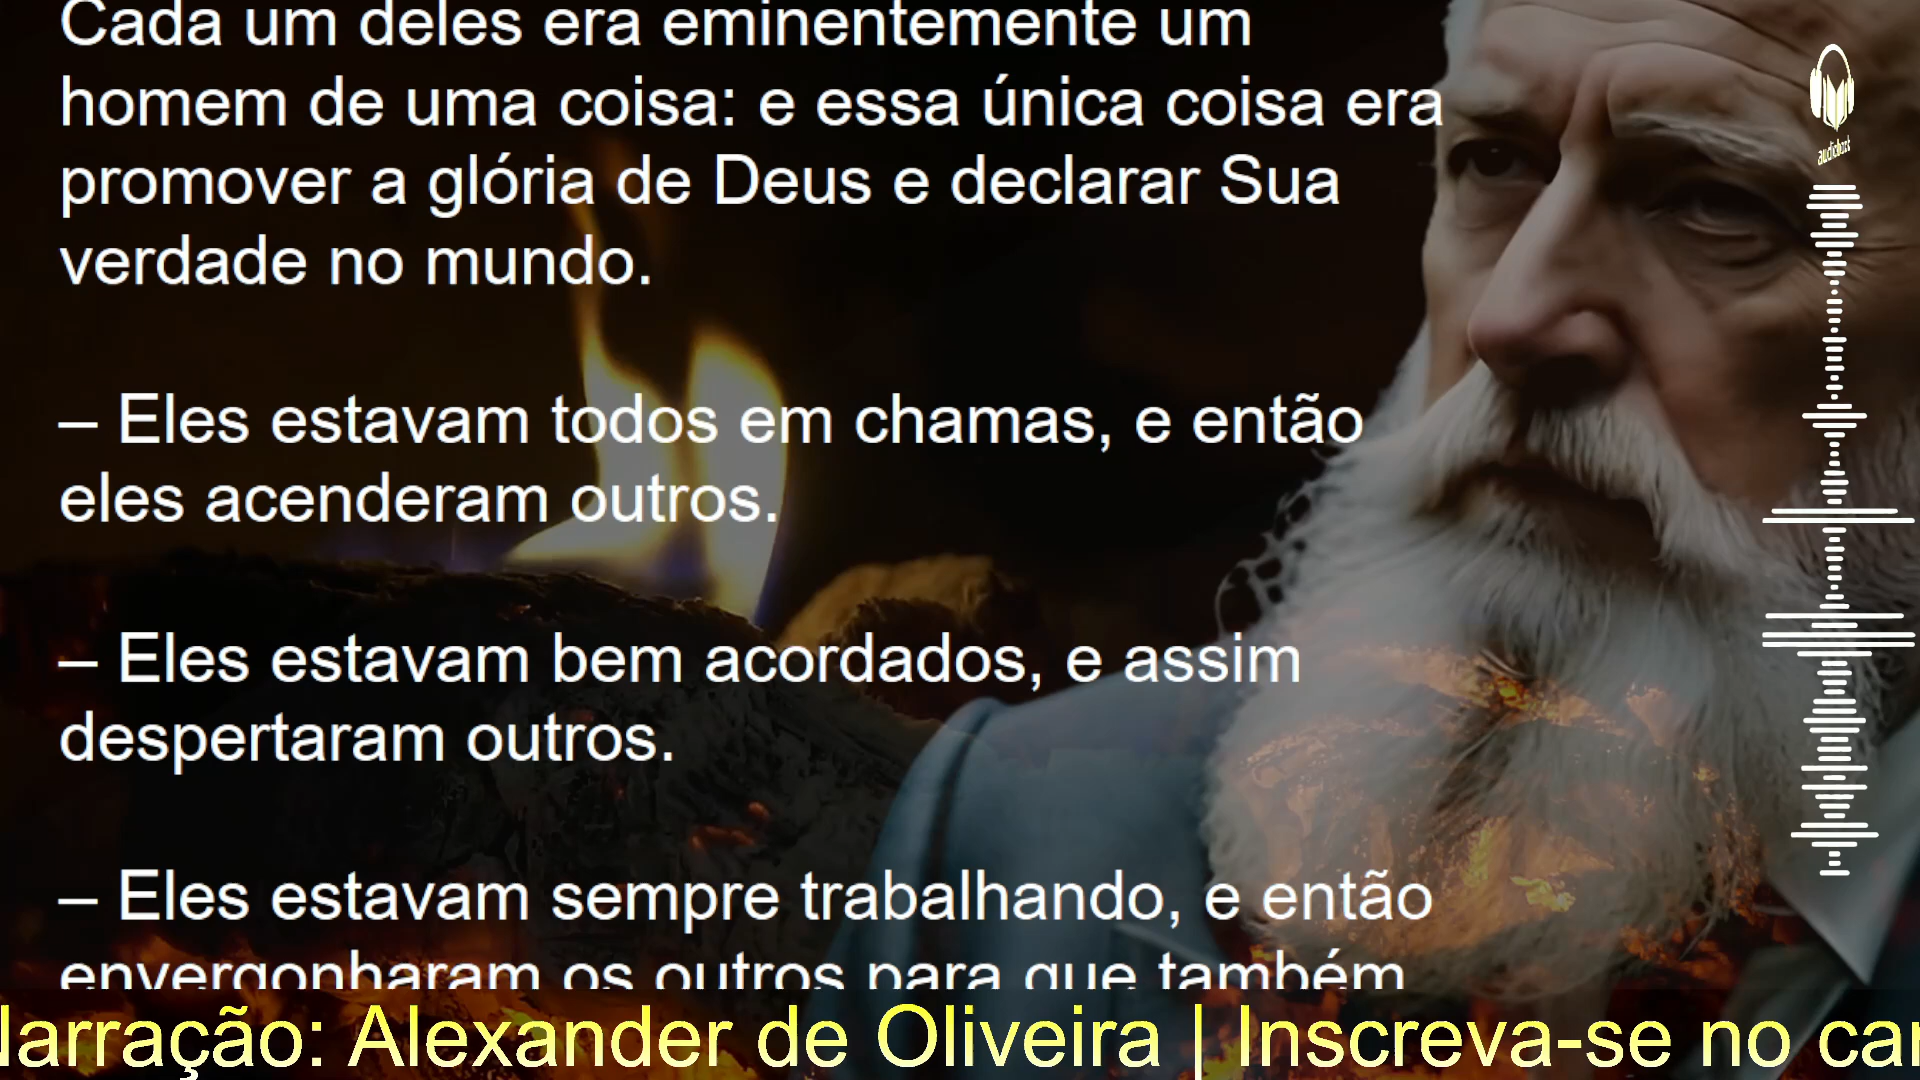 Cada um deles era eminentemente um
homem de uma coisa: e essa única coisa era
promover a glória de Deus e declarar Sua
verdade no mundo.
– Eles estavam todos em chamas, e então
eles acenderam outros.
– Eles estavam bem acordados, e assim
despertaram outros.
– Eles estavam sempre trabalhando, e então
envergonharam os outros para que também
Narração: Alexander de Oliveira | Inscreva-se no can